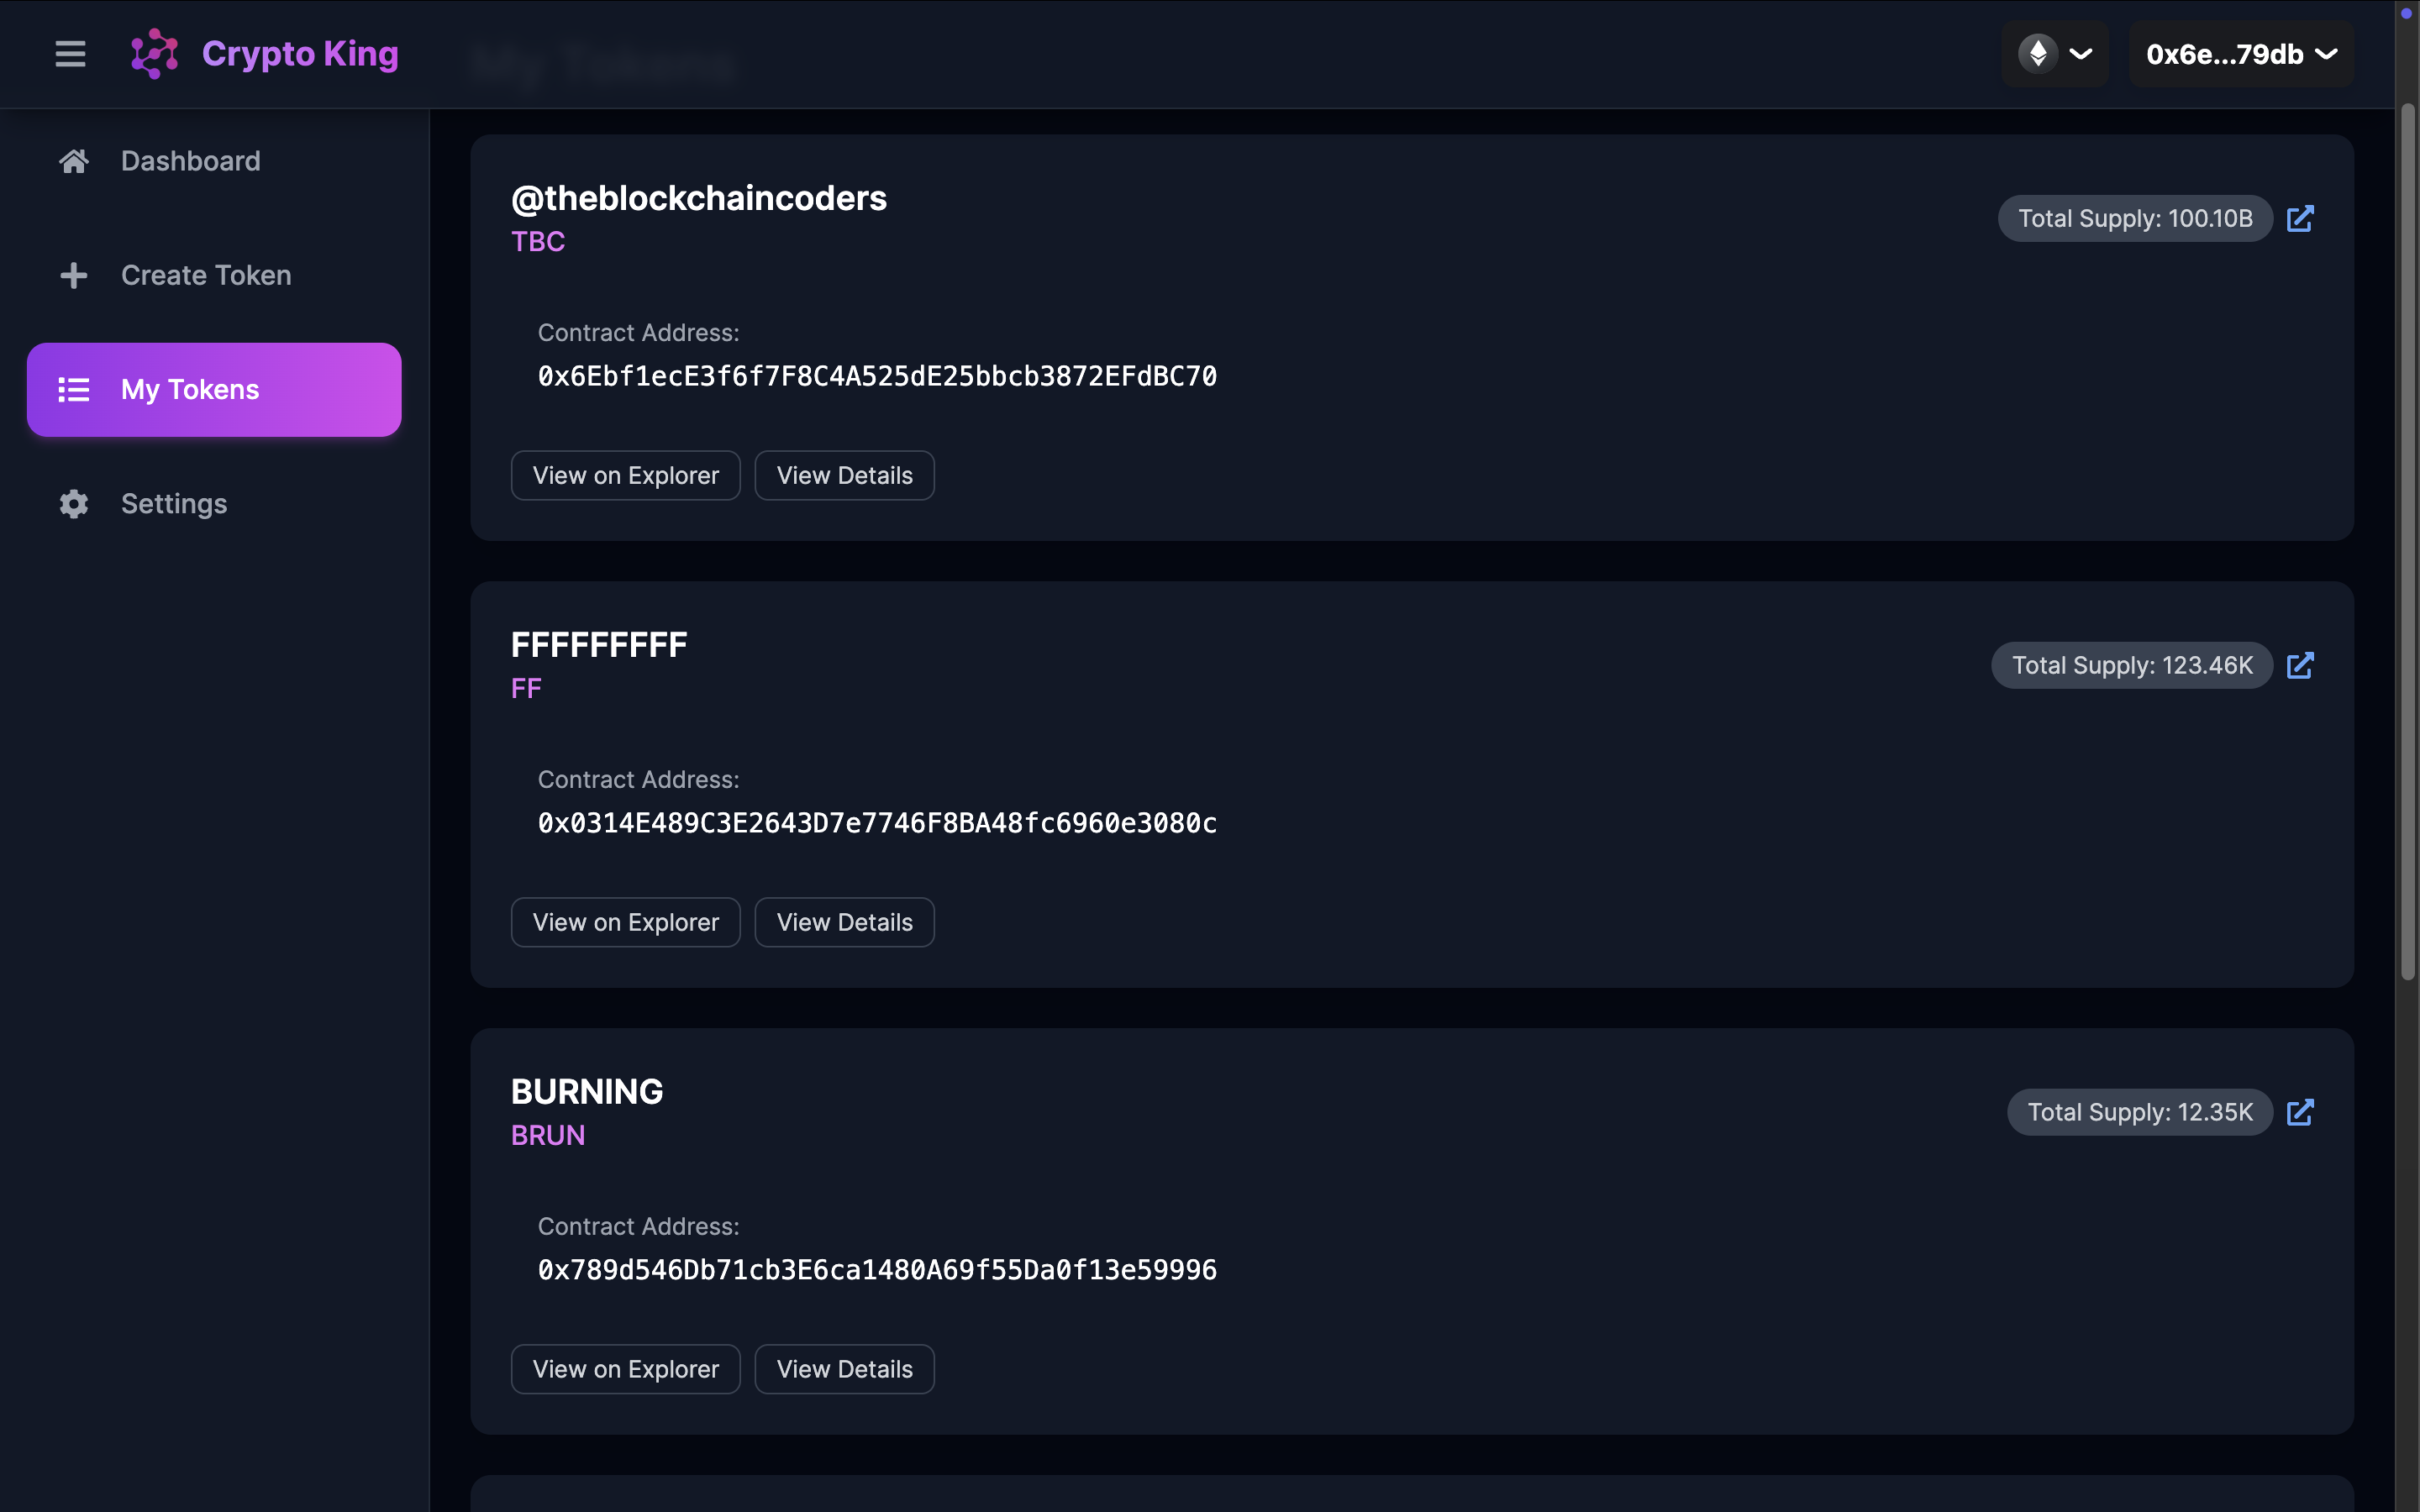 Crypto King
My Tokens
0x6e...79db
Dashboard
Create Token
My Tokens
Settings
@theblockchaincoders
TBC
Total Supply: 100.10B
Contract Address:
0x6Ebf1ecE3f6f7F8C4A525dE25bbcb3872EFdBC70
View on Explorer
View Details
FFFFFFFFF
FF
Total Supply: 123.46K
Contract Address:
0x0314E489C3E2643D7e7746F8BA48fc6960e3080c
View on Explorer
View Details
BURNING
BRUN
Total Supply: 12.35K
Contract Address:
0x789d546Db71cb3E6ca1480A69f55Da0f13e59996
View on Explorer
View Details